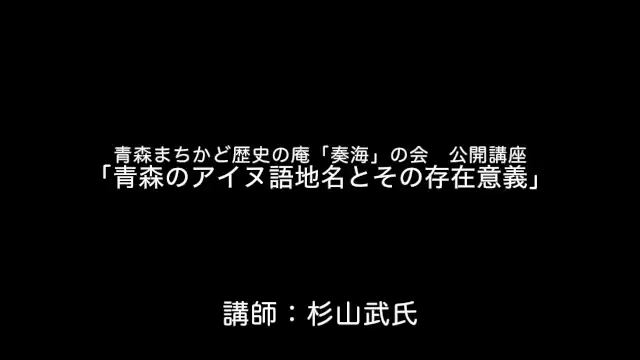 青森まちかど歴史の庵「奏海」の会　公開講座
「青森のアイヌ語地名とその存在意義」
講師：杉山武氏